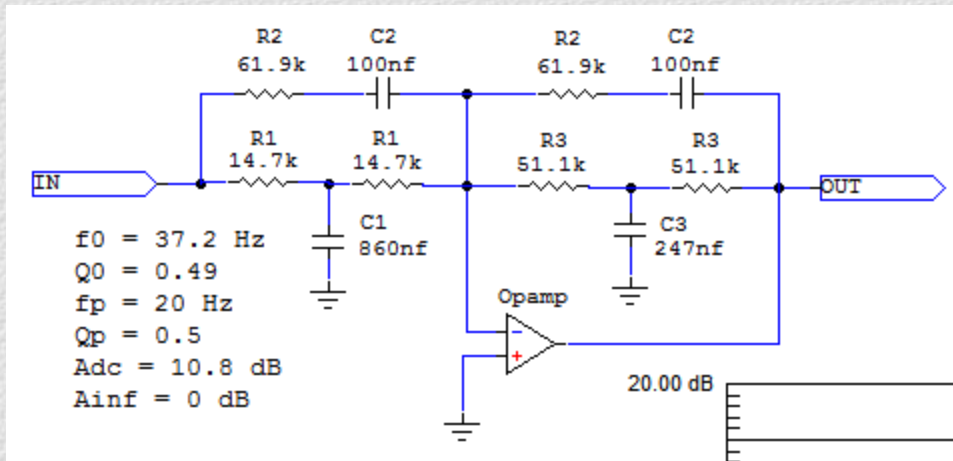 R2 C2 R2 C2
61.9k 100nf 61.9k 100nf
R1 R1 R3 R3
14.7k 14.7k 51.1k 51.1k
IN OUT
C1 C3
860nf 247nf
f0 = 37.2 Hz
Q0 = 0.49
fp = 20 Hz
Qp = 0.5
Adc = 10.8 dB
Ainf = 0 dB
Opamp
-
+
20.00 dB